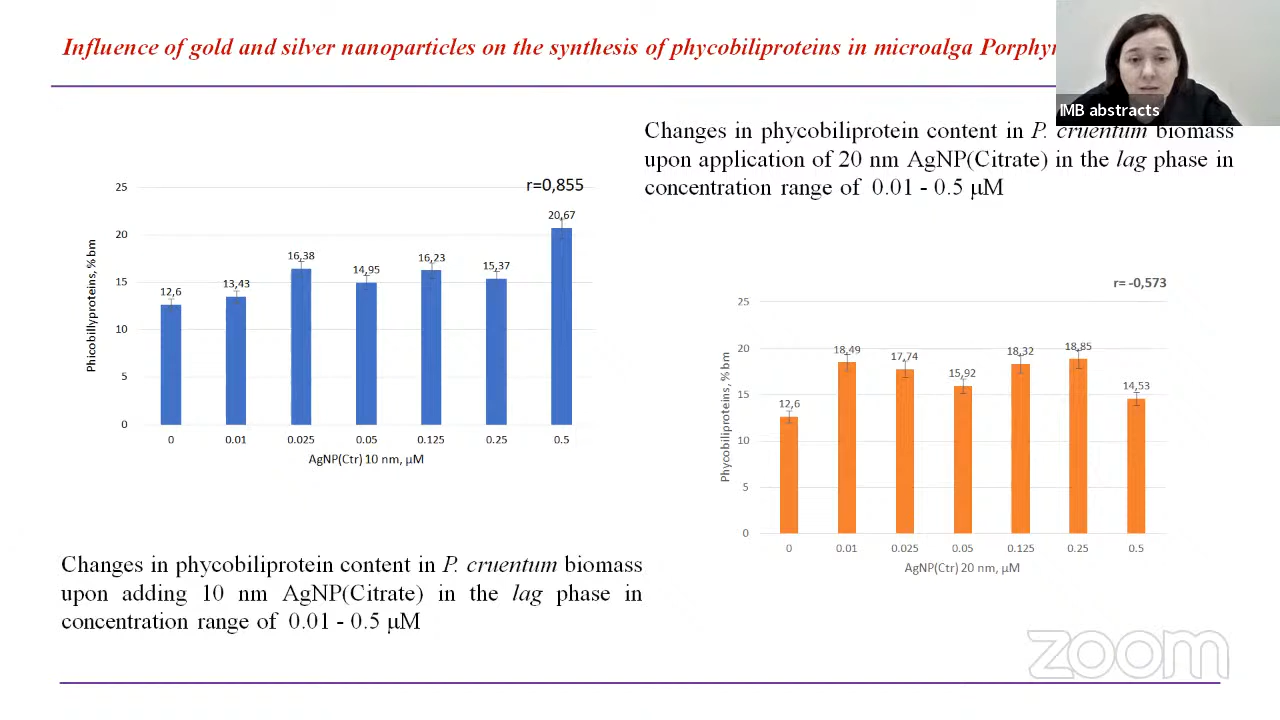 Influence of gold and silver nanoparticles on the synthesis of phycobiliproteins in microalga
IMB abstracts
Changes in phycobiliprotein content in P. cruentum biomass
upon application of 20 nm AgNP(Citrate) in the lag phase in
concentration range of 0.01 - 0.5 μM
r=0,855
25
20
15
10
5
0
Phicobillyproteins, % bm
12,6
13,43
16,38
14,95
16,23
15,37
20,67
0 0.01 0.025 0.05 0.125 0.25 0.5
AgNP(Ctr) 10 nm, μM
r= -0,573
25
20
15
10
5
0
Phycobiliproteins, % bm
12,6
18,49
17,74
15,92
18,32
18,85
14,53
0 0.01 0.025 0.05 0.125 0.25 0.5
AgNP(Ctr) 20 nm, μM
Changes in phycobiliprotein content in P. cruentum biomass
upon adding 10 nm AgNP(Citrate) in the lag phase in
concentration range of 0.01 - 0.5 μM
zoom